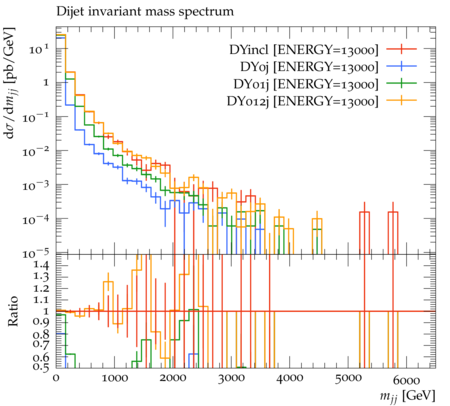 Dijet invariant mass spectrum
dσ/dm_jj [pb/GeV]
10^1
1
10^−1
10^−2
10^−3
10^−4
10^−5
DYincl [ENERGY=13000]
DY0j [ENERGY=13000]
DY01j [ENERGY=13000]
DY012j [ENERGY=13000]
Ratio
1.4
1.3
1.2
1.1
1
0.9
0.8
0.7
0.6
0.5
0 1000 2000 3000 4000 5000 6000
m_jj [GeV]